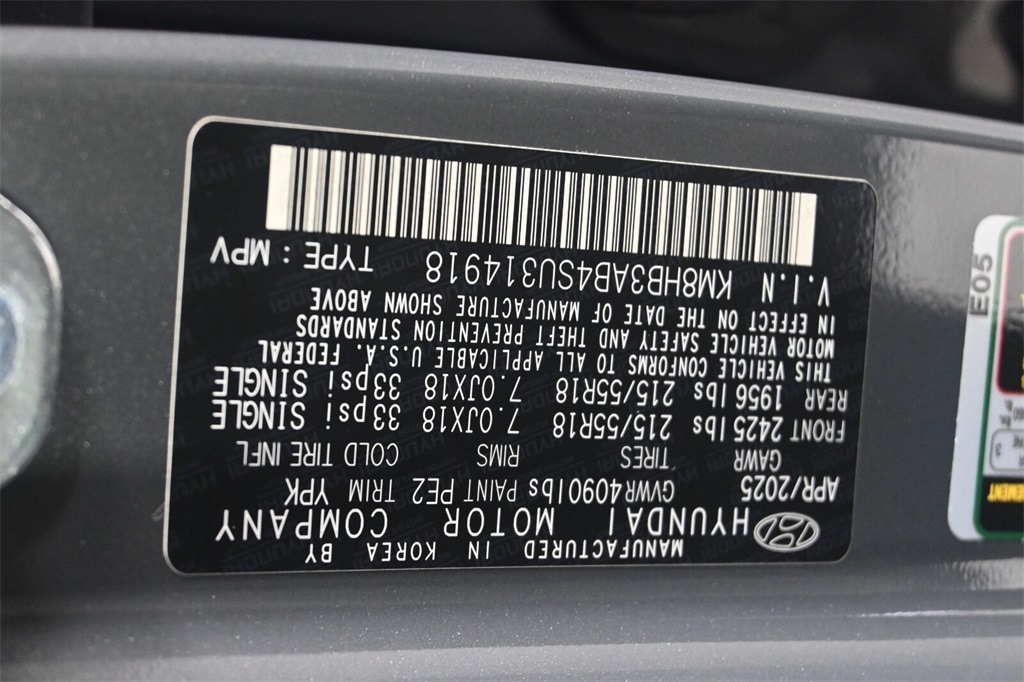 MANUFACTURED IN KOREA BY
HYUNDAI MOTOR COMPANY
APR/2025 GVWR 4090lbs PAINT PE2 TRIM YPK
GAWR TIRES RIMS COLD TIRE INFL
FRONT 2425lbs 215/55R18 7.0JX18 33psi SINGLE
REAR 1956lbs 215/55R18 7.0JX18 33psi SINGLE
THIS VEHICLE CONFORMS TO ALL APPLICABLE U.S.A. FEDERAL
MOTOR VEHICLE SAFETY AND THEFT PREVENTION STANDARDS
IN EFFECT ON THE DATE OF MANUFACTURE SHOWN ABOVE
V.I.N KM8HB3AB4SU314918 TYPE : MPV
E05